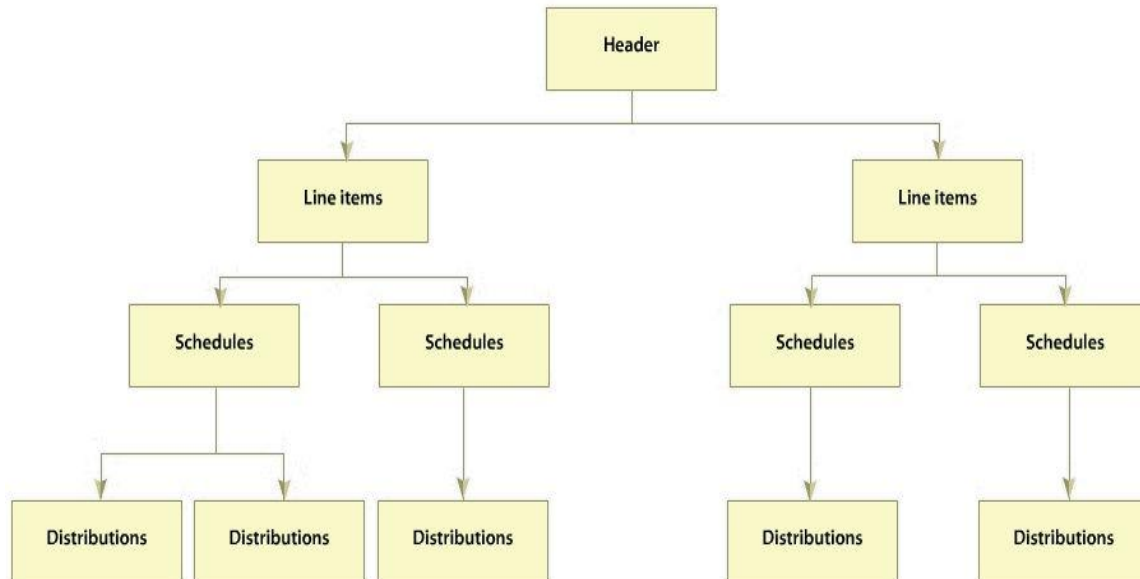 Header
Line items
Line items
Schedules
Schedules
Schedules
Schedules
Distributions
Distributions
Distributions
Distributions
Distributions